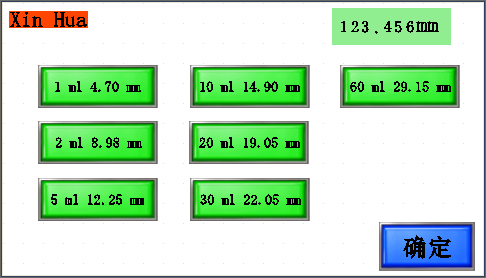 Xin Hua
123.456mm
1 ml 4.70 mm
10 ml 14.90 mm
60 ml 29.15 mm
2 ml 8.98 mm
20 ml 19.05 mm
5 ml 12.25 mm
30 ml 22.05 mm
确定